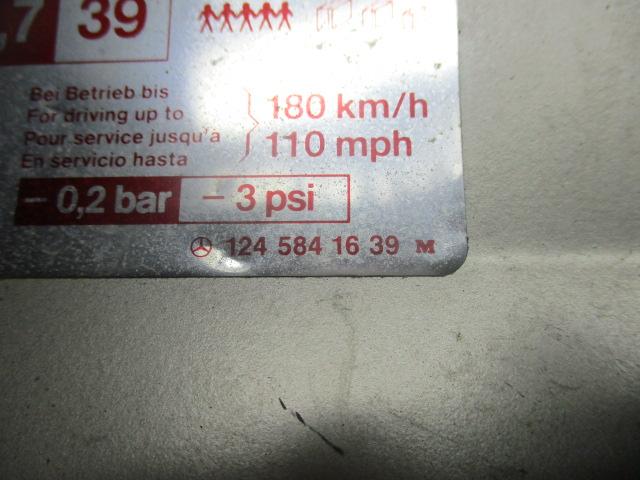 ,7 39
Bei Betrieb bis
For driving up to
Pour service jusqu'a
En servicio hasta
180 km/h
110 mph
– 0,2 bar – 3 psi
124 584 16 39 M